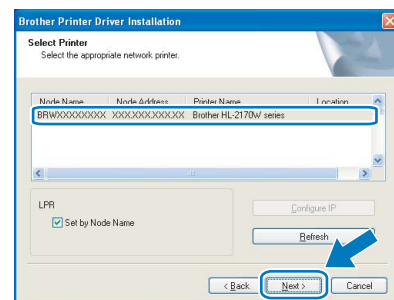 Brother Printer Driver Installation
Select Printer
Select the appropriate network printer.
Node Name Node Address Printer Name Location
BRWXXXXXXXXX XXX.XXX.XXX.XX Brother HL-2170W series
LPR
Set by Node Name
Configure IP
Refresh
< Back Next > Cancel